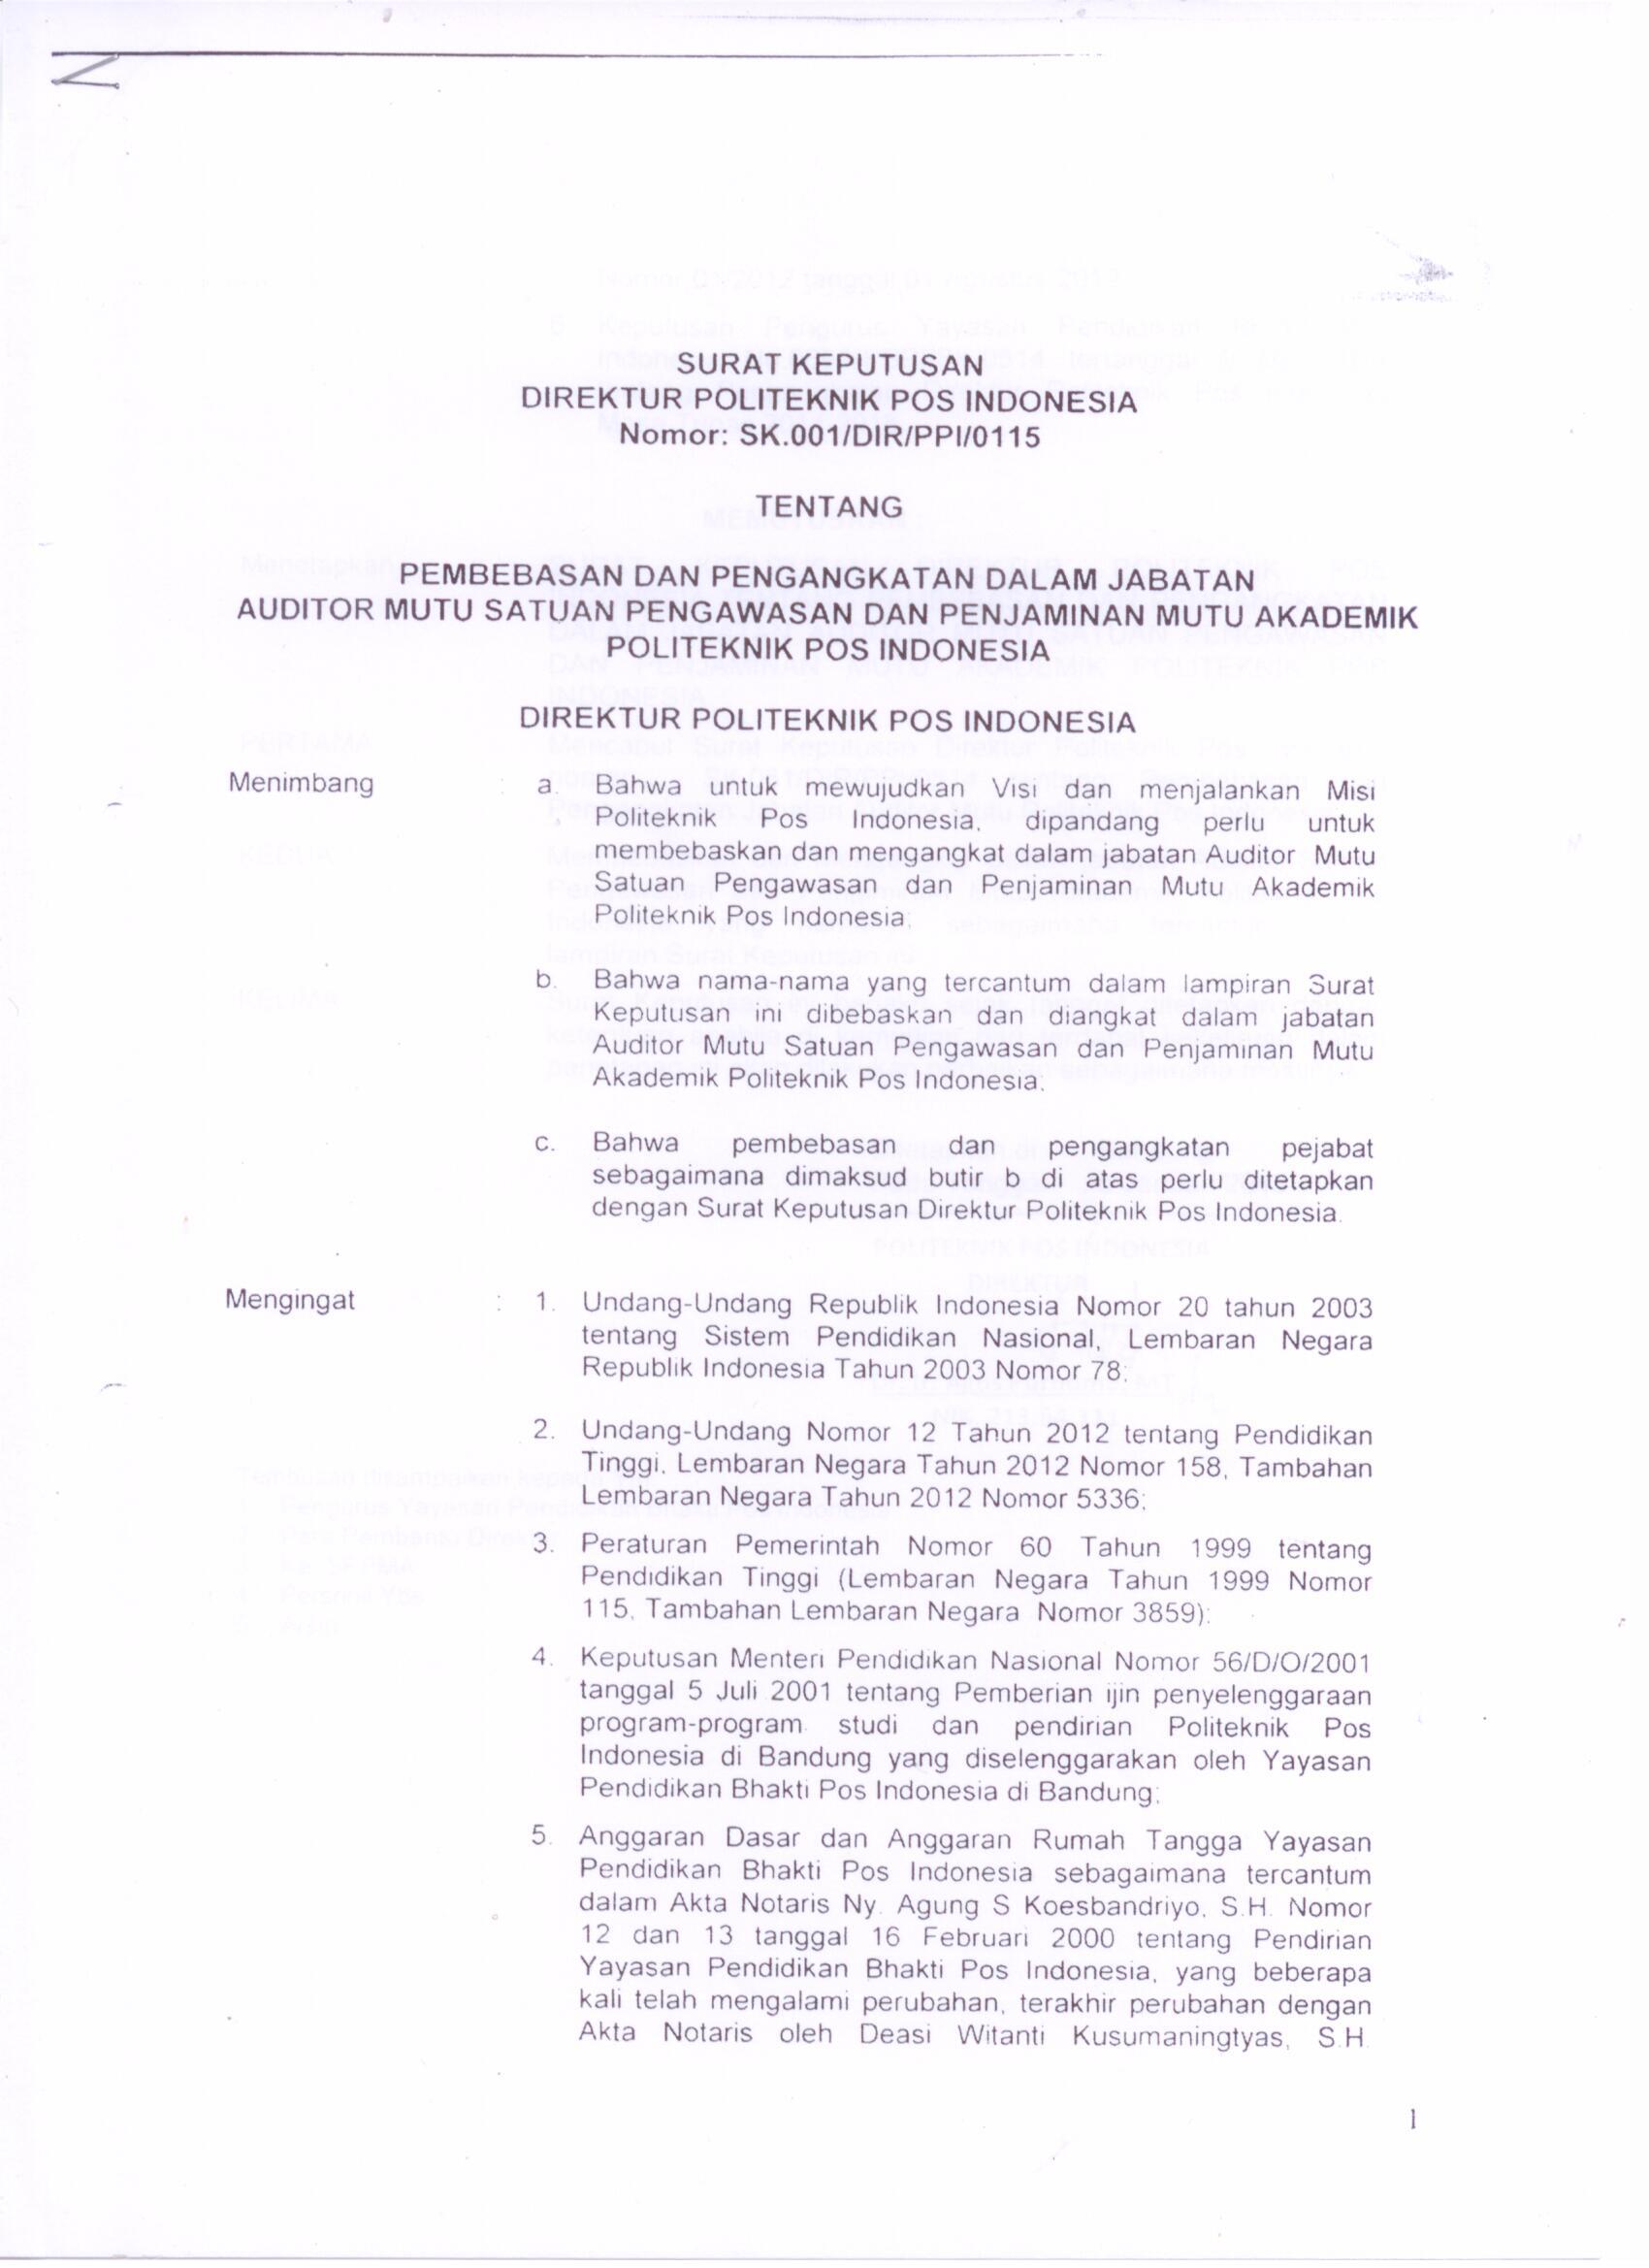 SURAT KEPUTUSAN
DIREKTUR POLITEKNIK POS INDONESIA
Nomor: SK.001/DIR/PPI/0115
TENTANG
PEMBEBASAN DAN PENGANGKATAN DALAM JABATAN
AUDITOR MUTU SATUAN PENGAWASAN DAN PENJAMINAN MUTU AKADEMIK
POLITEKNIK POS INDONESIA
DIREKTUR POLITEKNIK POS INDONESIA
Menimbang : a. Bahwa untuk mewujudkan Visi dan menjalankan Misi
Politeknik Pos Indonesia, dipandang perlu untuk
membebaskan dan mengangkat dalam jabatan Auditor Mutu
Satuan Pengawasan dan Penjaminan Mutu Akademik
Politeknik Pos Indonesia;
b. Bahwa nama-nama yang tercantum dalam lampiran Surat
Keputusan ini dibebaskan dan diangkat dalam jabatan
Auditor Mutu Satuan Pengawasan dan Penjaminan Mutu
Akademik Politeknik Pos Indonesia;
c. Bahwa pembebasan dan pengangkatan pejabat
sebagaimana dimaksud butir b di atas perlu ditetapkan
dengan Surat Keputusan Direktur Politeknik Pos Indonesia.
Mengingat : 1. Undang-Undang Republik Indonesia Nomor 20 tahun 2003
tentang Sistem Pendidikan Nasional, Lembaran Negara
Republik Indonesia Tahun 2003 Nomor 78;
2. Undang-Undang Nomor 12 Tahun 2012 tentang Pendidikan
Tinggi, Lembaran Negara Tahun 2012 Nomor 158, Tambahan
Lembaran Negara Tahun 2012 Nomor 5336;
3. Peraturan Pemerintah Nomor 60 Tahun 1999 tentang
Pendidikan Tinggi (Lembaran Negara Tahun 1999 Nomor
115, Tambahan Lembaran Negara Nomor 3859);
4. Keputusan Menteri Pendidikan Nasional Nomor 56/D/O/2001
tanggal 5 Juli 2001 tentang Pemberian ijin penyelenggaraan
program-program studi dan pendirian Politeknik Pos
Indonesia di Bandung yang diselenggarakan oleh Yayasan
Pendidikan Bhakti Pos Indonesia di Bandung;
5. Anggaran Dasar dan Anggaran Rumah Tangga Yayasan
Pendidikan Bhakti Pos Indonesia sebagaimana tercantum
dalam Akta Notaris Ny. Agung S Koesbandriyo, S.H. Nomor
12 dan 13 tanggal 16 Februari 2000 tentang Pendirian
Yayasan Pendidikan Bhakti Pos Indonesia, yang beberapa
kali telah mengalami perubahan, terakhir perubahan dengan
Akta Notaris oleh Deasi Witanti Kusumaningtyas, S.H.
1